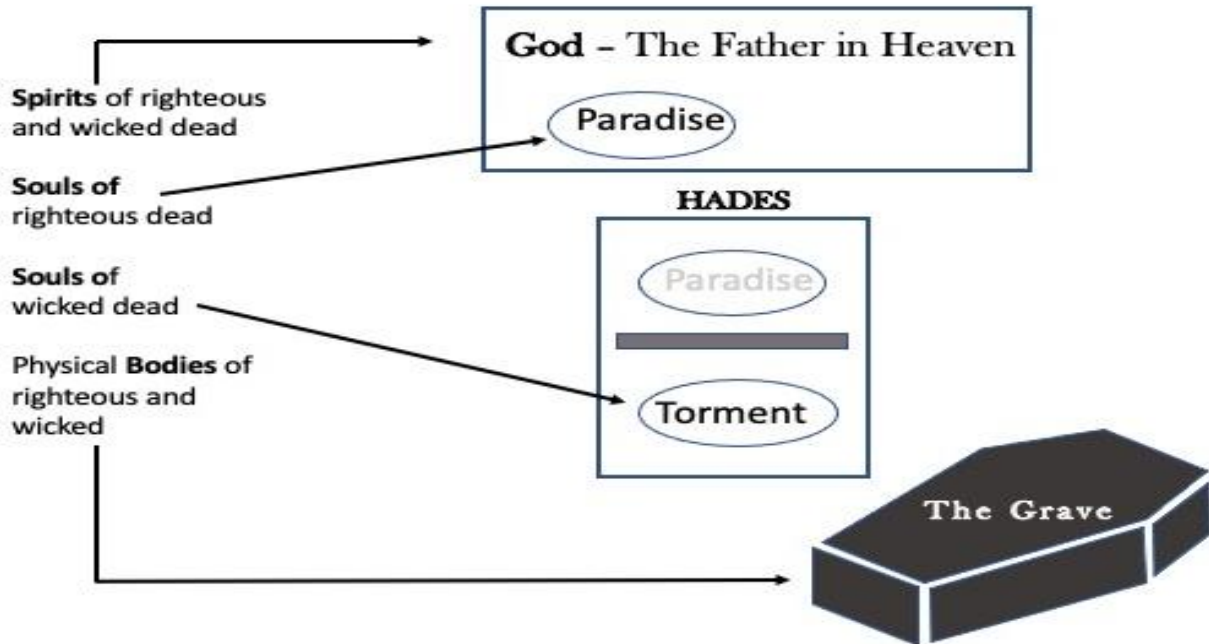 God – The Father in Heaven
Spirits of righteous
and wicked dead
Paradise
Souls of
righteous dead
HADES
Souls of
wicked dead
Paradise
Physical Bodies of
righteous and
wicked
Torment
The Grave